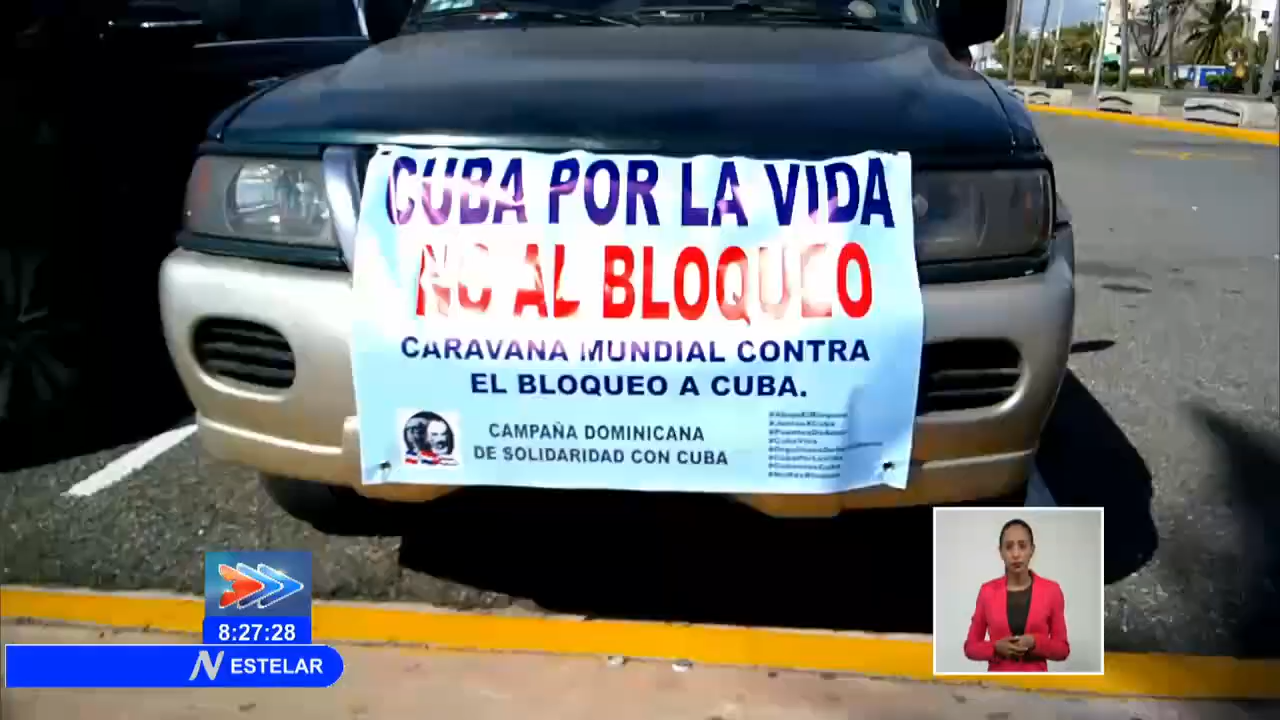 CUBA POR LA VIDA
NO AL BLOQUEO
CARAVANA MUNDIAL CONTRA
EL BLOQUEO A CUBA.
CAMPAÑA DOMINICANA
DE SOLIDARIDAD CON CUBA
8:27:28
N ESTELAR